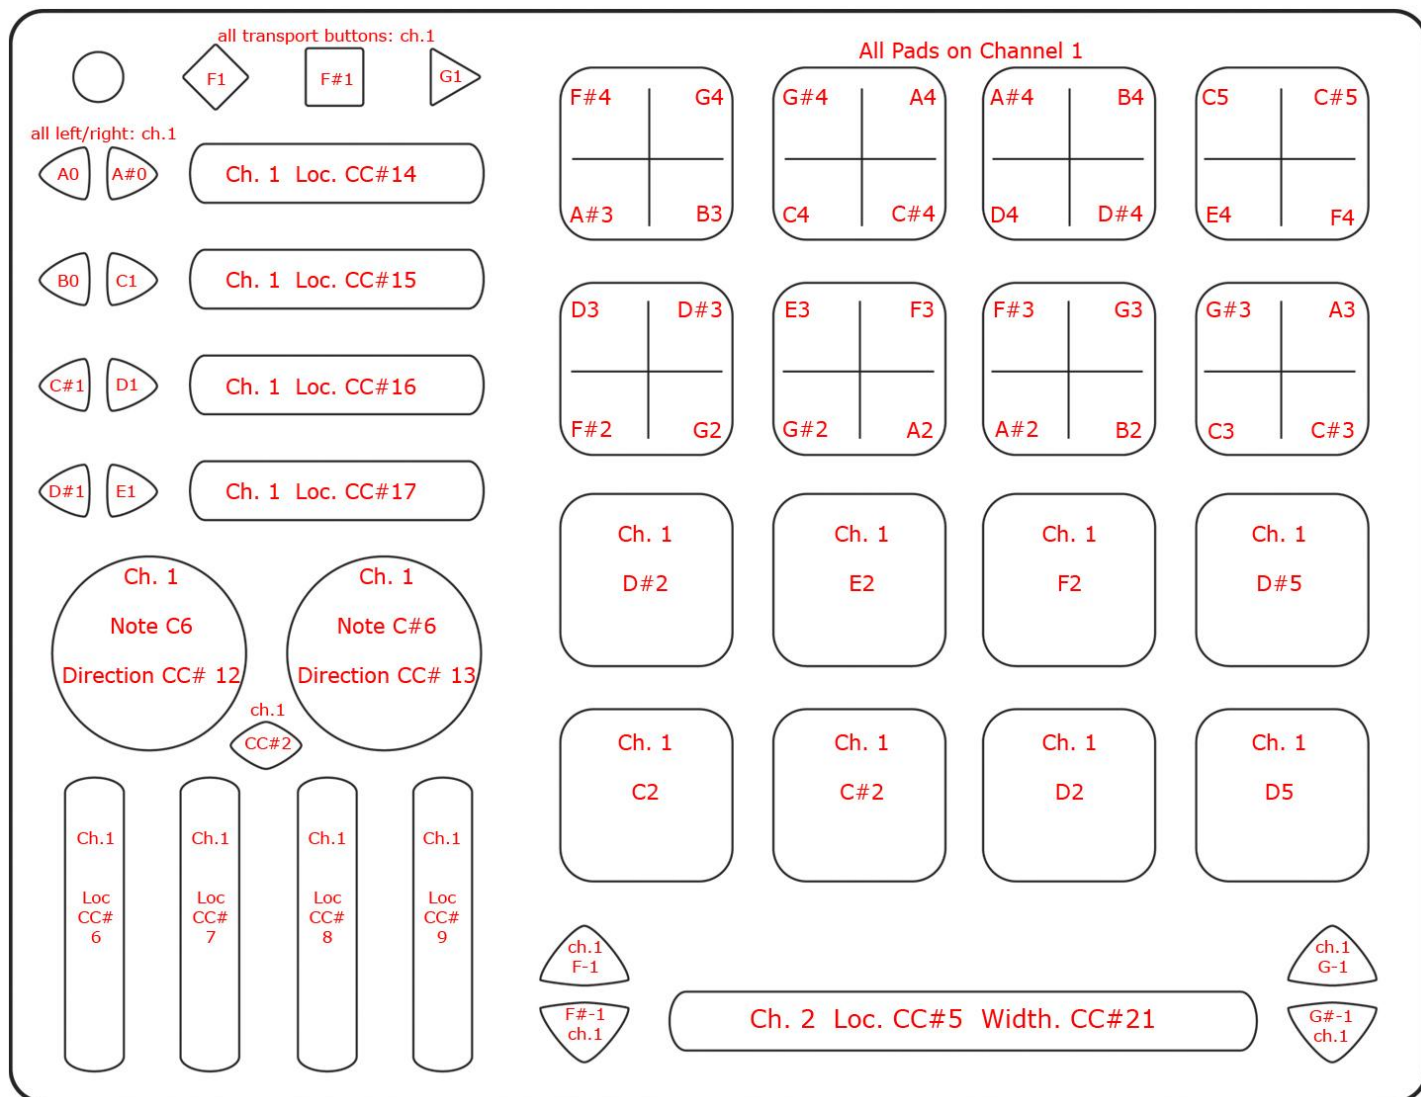 all transport buttons: ch.1
F1
F#1
G1
all left/right: ch.1
A0
A#0
Ch. 1 Loc. CC#14
B0
C1
Ch. 1 Loc. CC#15
C#1
D1
Ch. 1 Loc. CC#16
D#1
E1
Ch. 1 Loc. CC#17
Ch. 1
Note C6
Direction CC# 12
Ch. 1
Note C#6
Direction CC# 13
ch.1
CC#2
Ch.1
Loc
CC#
6
Ch.1
Loc
CC#
7
Ch.1
Loc
CC#
8
Ch.1
Loc
CC#
9
All Pads on Channel 1
F#4 G4
A#3 B3
G#4 A4
C4 C#4
A#4 B4
D4 D#4
C5 C#5
E4 F4
D3 D#3
F#2 G2
E3 F3
G#2 A2
F#3 G3
A#2 B2
G#3 A3
C3 C#3
Ch. 1
D#2
Ch. 1
E2
Ch. 1
F2
Ch. 1
D#5
Ch. 1
C2
Ch. 1
C#2
Ch. 1
D2
Ch. 1
D5
ch.1
F-1
F#-1
ch.1
Ch. 2 Loc. CC#5 Width. CC#21
ch.1
G-1
G#-1
ch.1